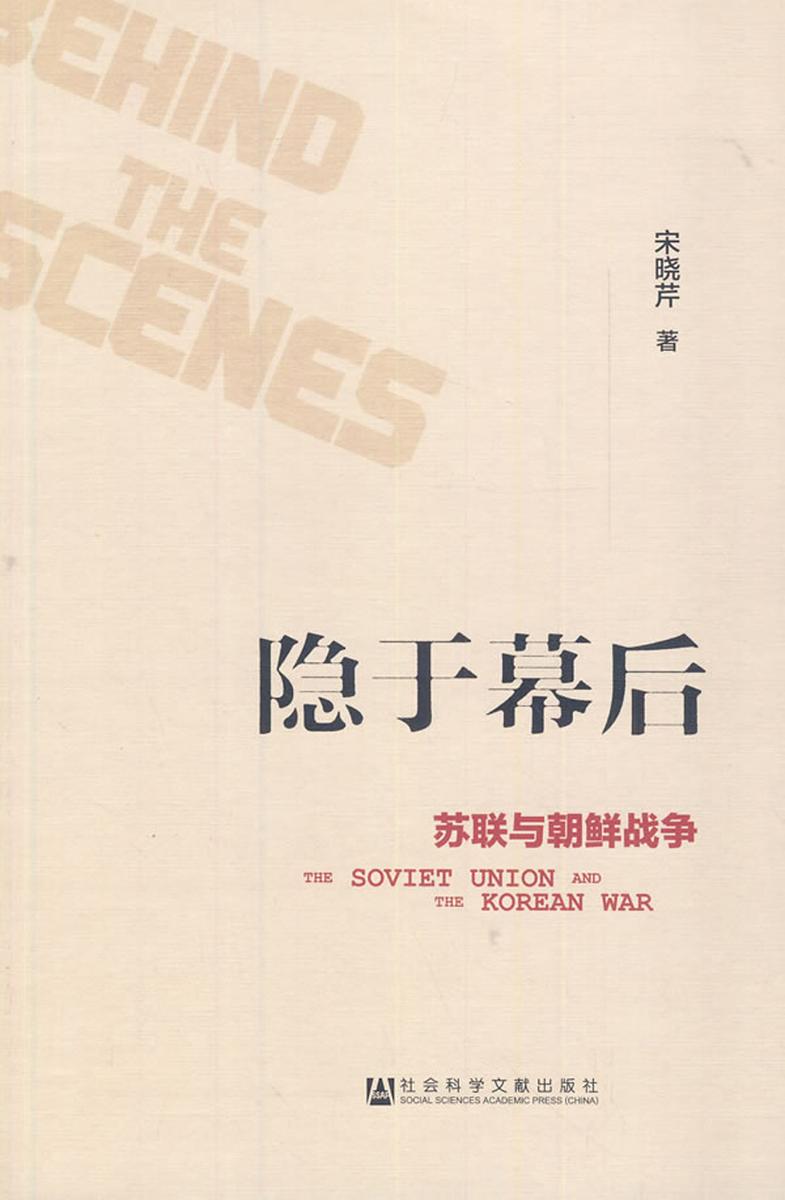 BEHIND
THE
SCENES
宋晓芹 著
隐于幕后
苏联与朝鲜战争
THE SOVIET UNION AND
THE KOREAN WAR
SSAP
社会科学文献出版社
SOCIAL SCIENCES ACADEMIC PRESS (CHINA)